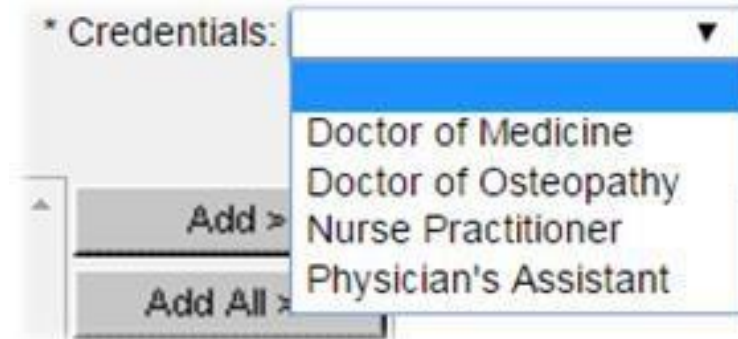 * Credentials:
Doctor of Medicine
Doctor of Osteopathy
Add >
Nurse Practitioner
Physician's Assistant
Add All >